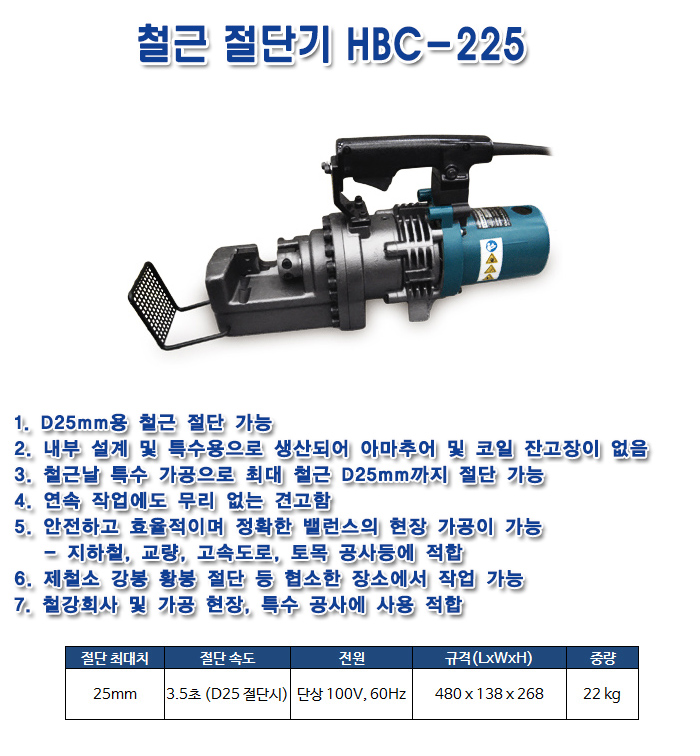 철근 절단기 HBC-225
1. D25mm용 철근 절단 가능
2. 내부 설계 및 특수용으로 생산되어 아마추어 및 코일 잔고장이 없음
3. 철근날 특수 가공으로 최대 철근 D25mm까지 절단 가능
4. 연속 작업에도 무리 없는 견고함
5. 안전하고 효율적이며 정확한 밸런스의 현장 가공이 가능
- 지하철, 교량, 고속도로, 토목 공사등에 적합
6. 제철소 강봉 황봉 절단 등 협소한 장소에서 작업 가능
7. 철강회사 및 가공 현장, 특수 공사에 사용 적합
절단 최대치 절단 속도 전원 규격(LxWxH) 중량
25mm 3.5초 (D25 절단시) 단상 100V, 60Hz 480 x 138 x 268 22 kg